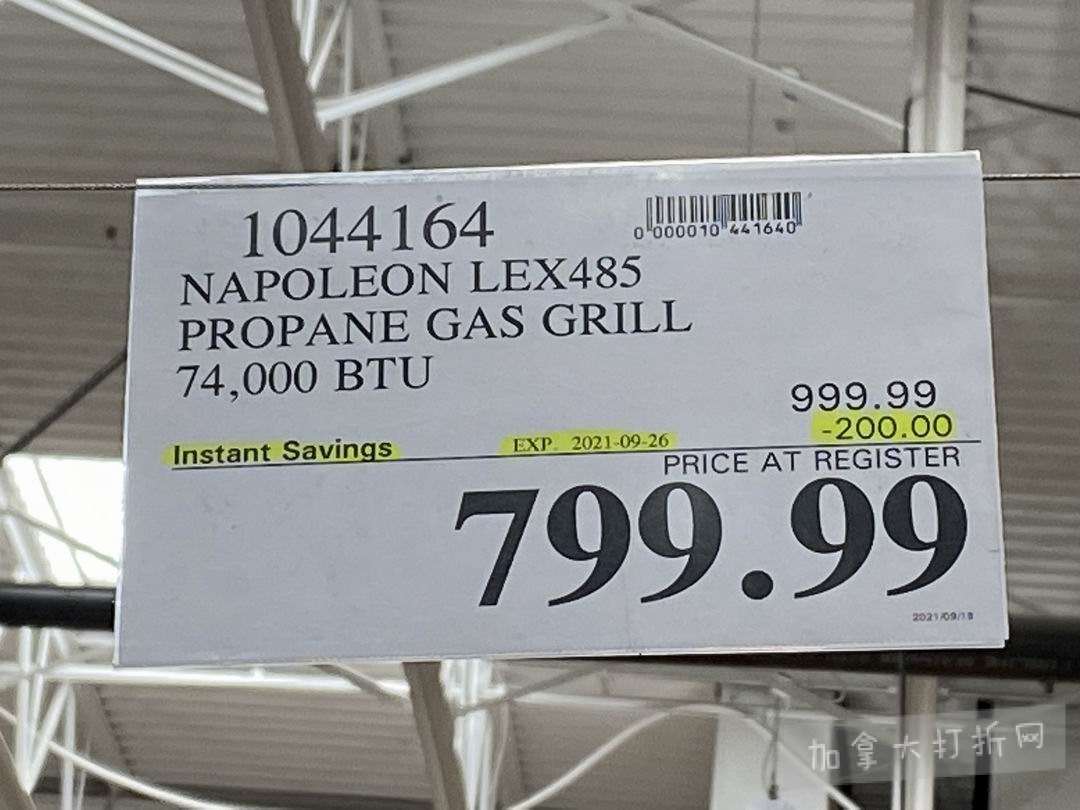 1044164
0 000010 441640
NAPOLEON LEX485
PROPANE GAS GRILL
74,000 BTU
999.99
Instant Savings EXP. 2021-09-26 -200.00
PRICE AT REGISTER
799.99
2021/09/18
加拿大打折网